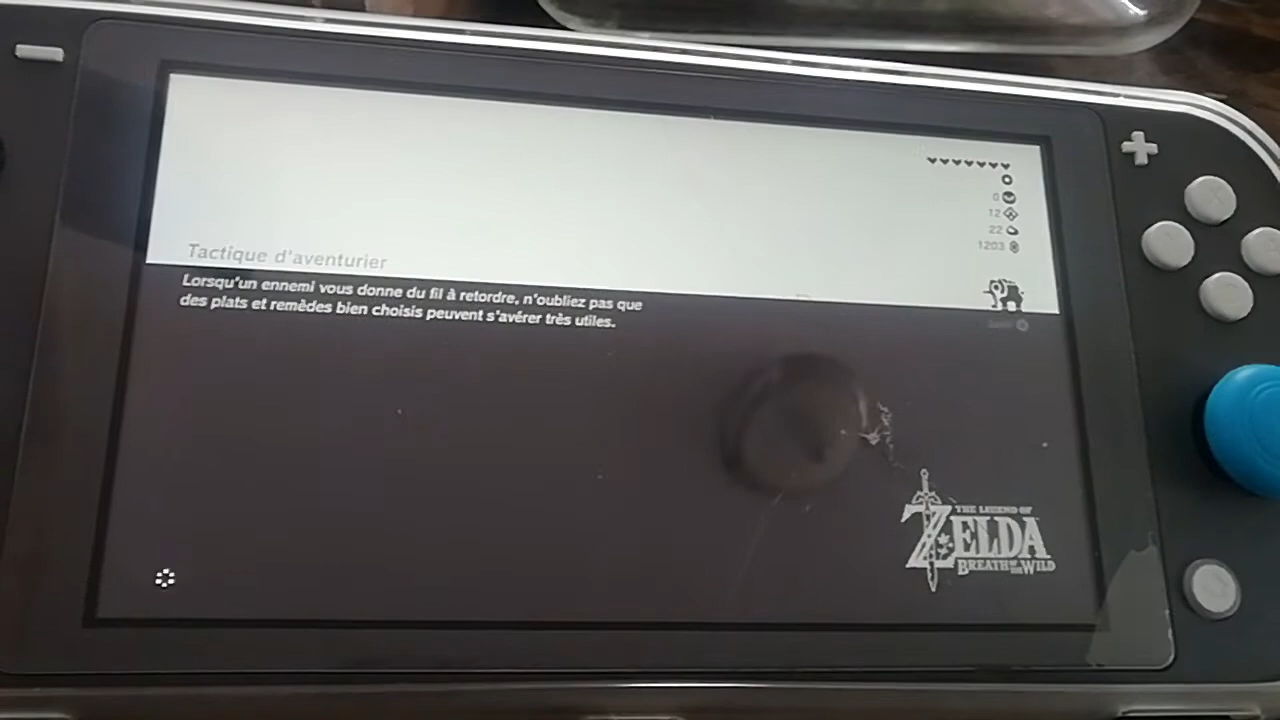 0
12
22
1203
Tactique d'aventurier
Lorsqu'un ennemi vous donne du fil à retordre, n'oubliez pas que
des plats et remèdes bien choisis peuvent s'avérer très utiles.
THE LEGEND OF
ZELDA
BREATH OF THE WILD